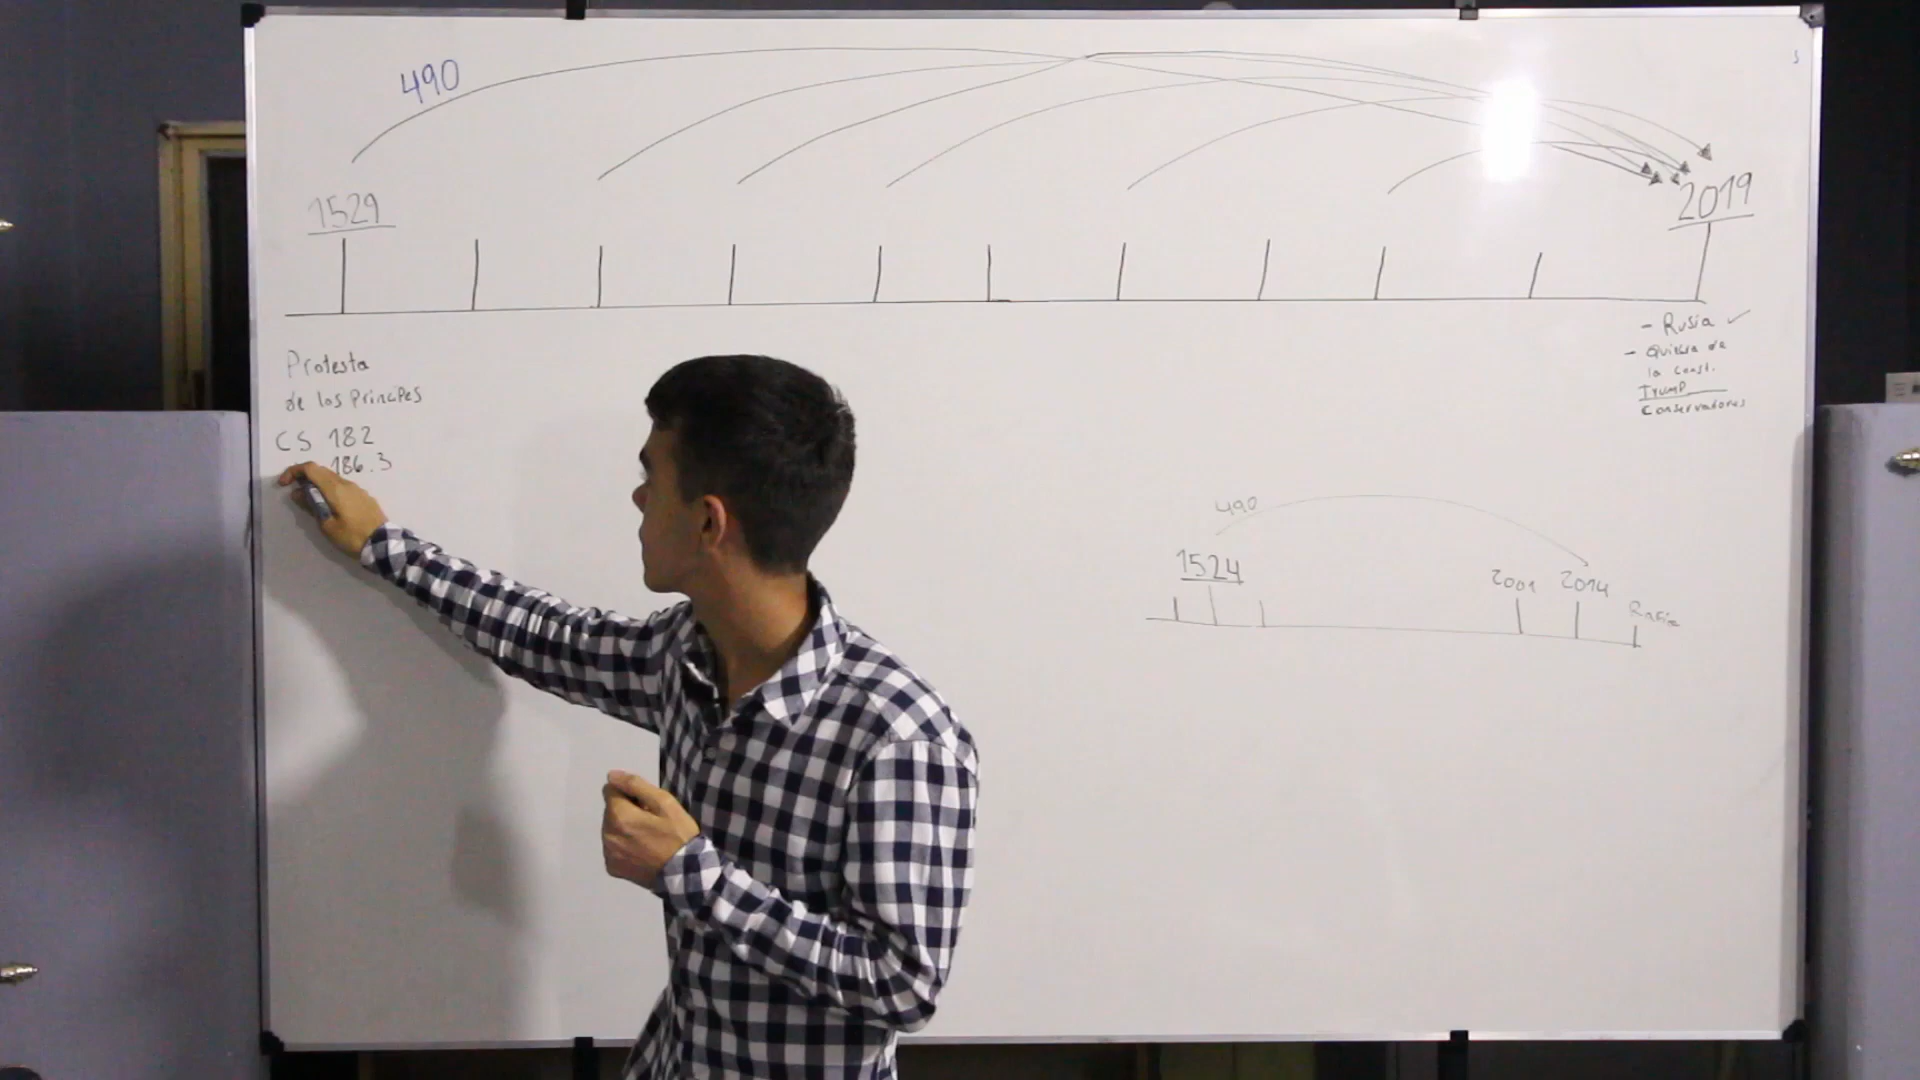 490
1529
2019
Protesta
de los Principes
CS 182
186.3
- Rusia ✓
- Quiebra de
la const.
Trump
Conservadores
490
1524
2001
2014
Rusia